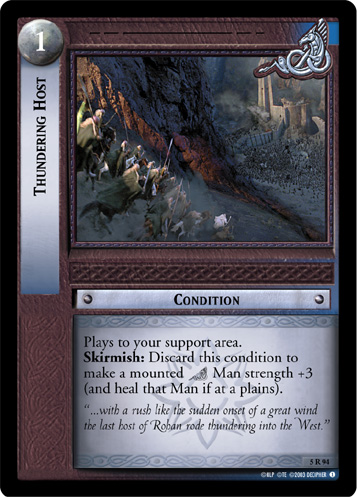 1
THUNDERING HOST
CONDITION
Plays to your support area.
Skirmish: Discard this condition to
make a mounted Man strength +3
(and heal that Man if at a plains).
“...with a rush like the sudden onset of a great wind
the last host of Rohan rode thundering into the West.”
5 R 94
©NLP ©TE ©2003 DECIPHER